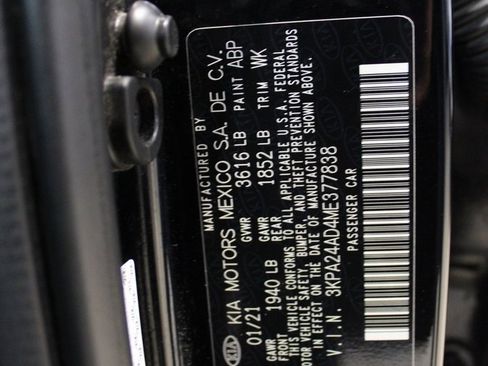 MANUFACTURED BY
KIA KIA MOTORS MEXICO S.A. DE C.V.
01/21 GVWR 3616 LB PAINT ABP
GAWR FRONT 1940 LB GAWR REAR 1852 LB TRIM WK
THIS VEHICLE CONFORMS TO ALL APPLICABLE U.S.A. FEDERAL
MOTOR VEHICLE SAFETY, BUMPER, AND THEFT PREVENTION STANDARDS
IN EFFECT ON THE DATE OF MANUFACTURE SHOWN ABOVE.
V.I.N. 3KPA24AD4ME377838
PASSENGER CAR